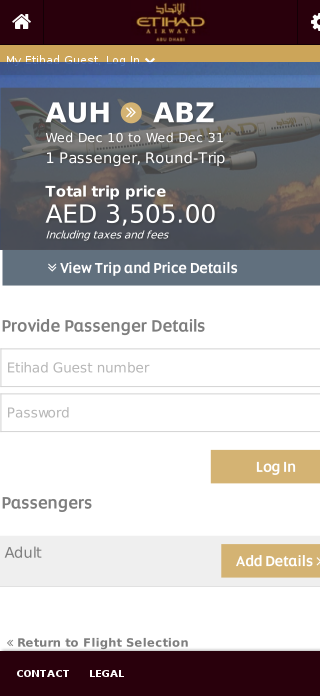 الإتحاد
ETIHAD
AIRWAYS
ABU DHABI
My Etihad Guest Log In
AUH ABZ
Wed Dec 10 to Wed Dec 31
1 Passenger, Round-Trip
Total trip price
AED 3,505.00
Including taxes and fees
View Trip and Price Details
Provide Passenger Details
Etihad Guest number
Password
Log In
Passengers
Adult
Add Details
Return to Flight Selection
CONTACT LEGAL